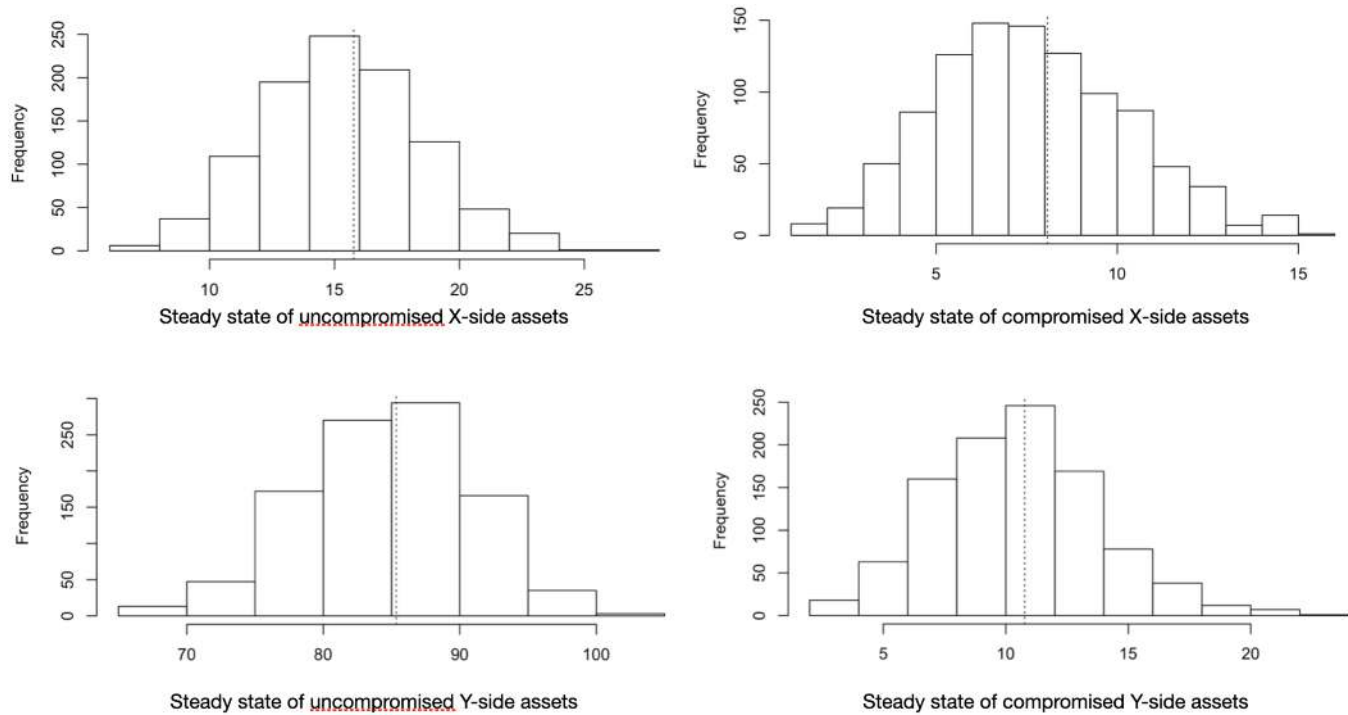 Frequency
0 50 100 150 200 250
10 15 20 25
Steady state of uncompromised X-side assets
Frequency
0 50 100 150
5 10 15
Steady state of compromised X-side assets
Frequency
0 50 150 250
70 80 90 100
Steady state of uncompromised Y-side assets
Frequency
0 50 100 150 200 250
5 10 15 20
Steady state of compromised Y-side assets